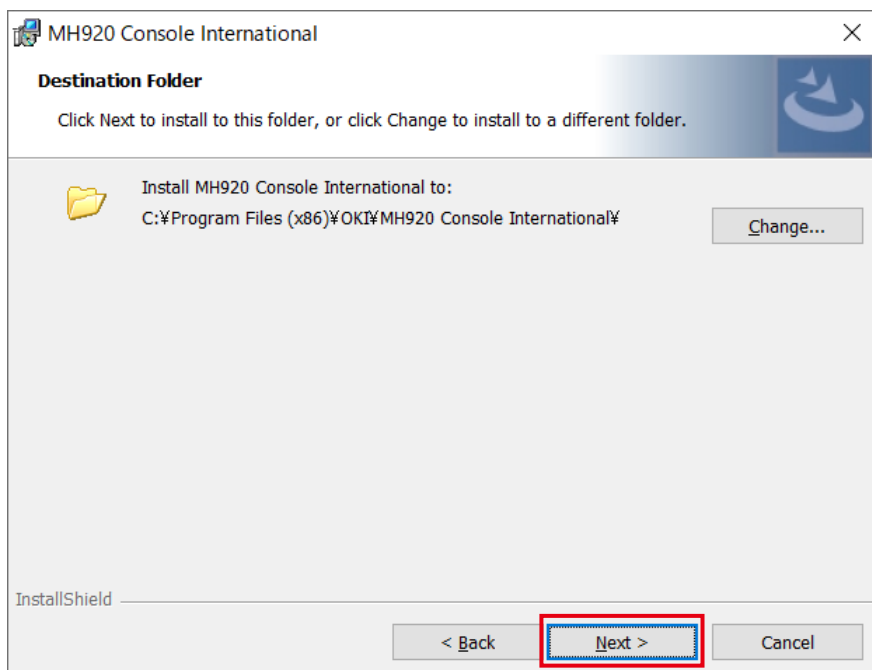 MH920 Console International
Destination Folder
Click Next to install to this folder, or click Change to install to a different folder.
Install MH920 Console International to:
C:¥Program Files (x86)¥OKI¥MH920 Console International¥
Change...
InstallShield
< Back
Next >
Cancel